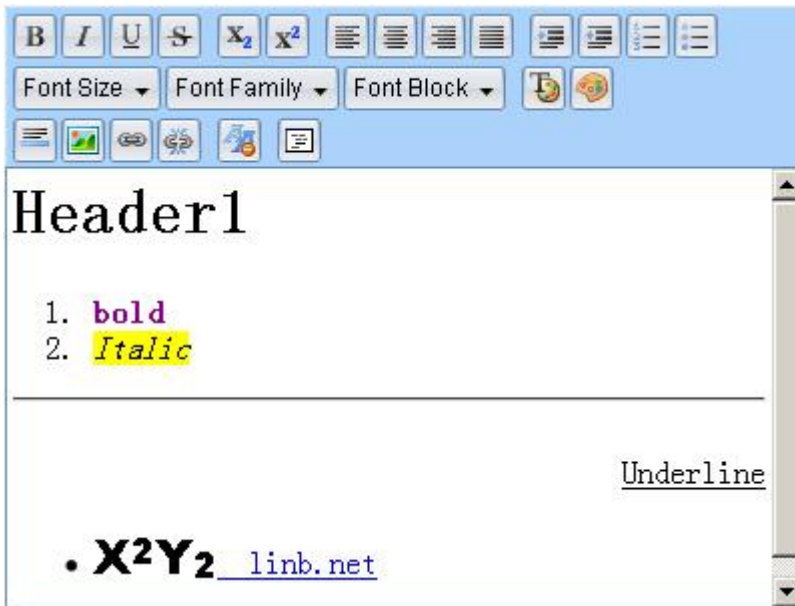 B I U S X₂ X²
Font Size Font Family Font Block T
Header1
1. bold
2. Italic
Underline
• X²Y₂ linb.net